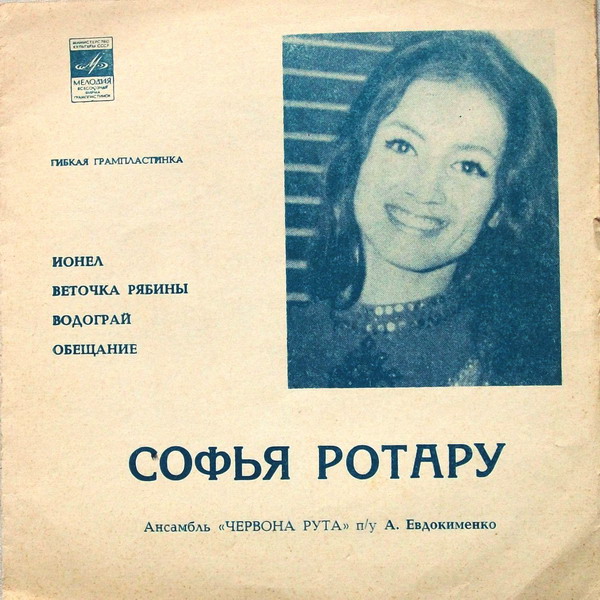 МИНИСТЕРСТВО
КУЛЬТУРЫ СССР
МЕЛОДИЯ
ВСЕСОЮЗНАЯ
ФИРМА
ГРАМПЛАСТИНОК
ГИБКАЯ ГРАМПЛАСТИНКА
ИОНЕЛ
ВЕТОЧКА РЯБИНЫ
ВОДОГРАЙ
ОБЕЩАНИЕ
СОФЬЯ РОТАРУ
Ансамбль «ЧЕРВОНА РУТА» п/у А. Евдокименко